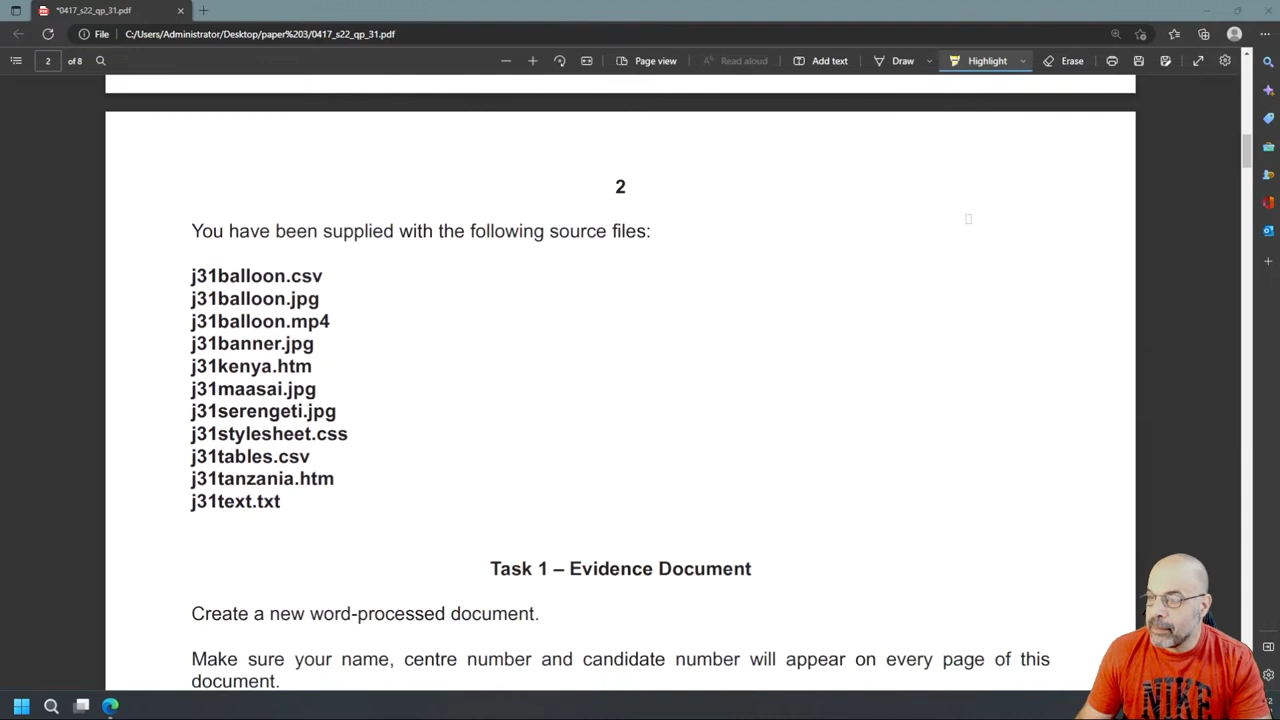 *0417_s22_qp_31.pdf
File C:/Users/Administrator/Desktop/paper%203/0417_s22_qp_31.pdf
2 of 8 Page view Read aloud Add text Draw Highlight Erase
2
You have been supplied with the following source files:
j31balloon.csv
j31balloon.jpg
j31balloon.mp4
j31banner.jpg
j31kenya.htm
j31maasai.jpg
j31serengeti.jpg
j31stylesheet.css
j31tables.csv
j31tanzania.htm
j31text.txt
Task 1 – Evidence Document
Create a new word-processed document.
Make sure your name, centre number and candidate number will appear on every page of this
document.
NIKE